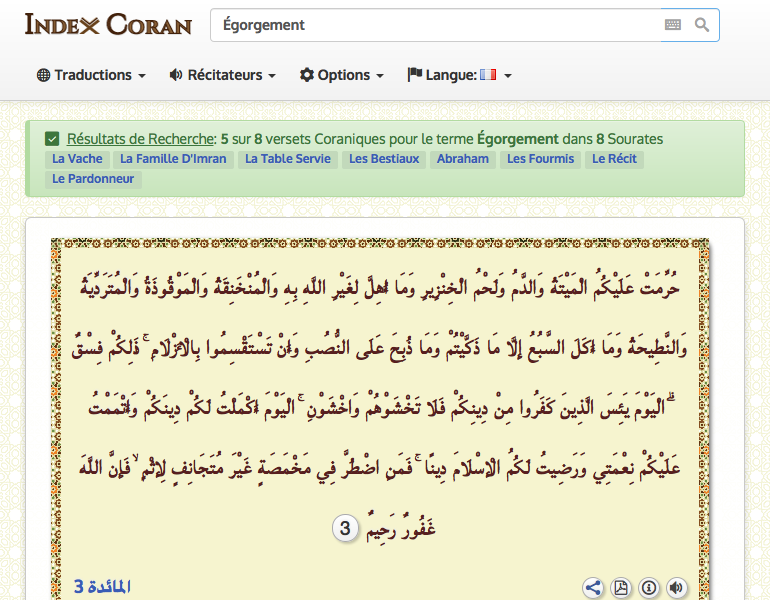 INDEX CORAN
Égorgement
Traductions Récitateurs Options Langue:
Résultats de Recherche: 5 sur 8 versets Coraniques pour le terme Égorgement dans 8 Sourates
La Vache La Famille D'Imran La Table Servie Les Bestiaux Abraham Les Fourmis Le Récit
Le Pardonneur
حُرِّمَتْ عَلَيْكُمُ الْمَيْتَةُ وَالدَّمُ وَلَحْمُ الْخِنْزِيرِ وَمَا أُهِلَّ لِغَيْرِ اللَّهِ بِهِ وَالْمُنْخَنِقَةُ وَالْمَوْقُوذَةُ وَالْمُتَرَدِّيَةُ
وَالنَّطِيحَةُ وَمَا أَكَلَ السَّبُعُ إِلَّا مَا ذَكَّيْتُمْ وَمَا ذُبِحَ عَلَى النُّصُبِ وَأَنْ تَسْتَقْسِمُوا بِالْأَزْلَامِ ۚ ذَٰلِكُمْ فِسْقٌ
ۗ الْيَوْمَ يَئِسَ الَّذِينَ كَفَرُوا مِنْ دِينِكُمْ فَلَا تَخْشَوْهُمْ وَاخْشَوْنِ ۚ الْيَوْمَ أَكْمَلْتُ لَكُمْ دِينَكُمْ وَأَتْمَمْتُ
عَلَيْكُمْ نِعْمَتِي وَرَضِيتُ لَكُمُ الْإِسْلَامَ دِينًا ۚ فَمَنِ اضْطُرَّ فِي مَخْمَصَةٍ غَيْرَ مُتَجَانِفٍ لِإِثْمٍ ۙ فَإِنَّ اللَّهَ
غَفُورٌ رَحِيمٌ 3
المائدة 3